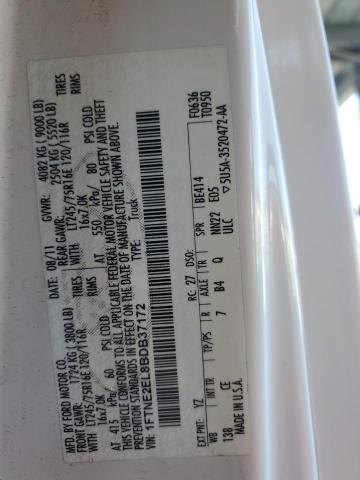 MFD. BY FORD MOTOR CO.
DATE: 08/11 GVWR: 4082 KG ( 9000 LB)
FRONT GAWR: 1724 KG ( 3800 LB) REAR GAWR: 2504 KG ( 5520 LB)
LT245/75R16E 120/116R TIRES WITH LT245/75R16E 120/116R TIRES
16x7.0K RIMS 16x7.0K RIMS
AT 415 kPa/ 60 PSI COLD AT 550 kPa/ 80 PSI COLD
THIS VEHICLE CONFORMS TO ALL APPLICABLE FEDERAL MOTOR VEHICLE SAFETY AND THEFT PREVENTION STANDARDS IN EFFECT ON THE DATE OF MANUFACTURE SHOWN ABOVE.
VIN: 1FTNE2EL8BDB37172
TYPE: Truck
F0636
T0950
EXT PNT: YZ RC: 27 DSO:
WB INT TR TP/PS R AXLE TR SPR 1BE414
138 CE 7 B4 Q NN22 E05
MADE IN U.S.A. ULC ▽5U5A-3520472-AA